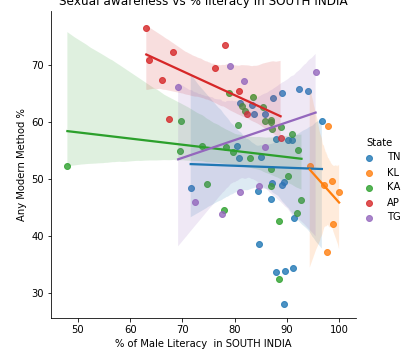 Sexual awareness vs % literacy in SOUTH INDIA
Any Modern Method %
70
60
50
40
30
50
60
70
80
90
100
% of Male Literacy in SOUTH INDIA
State
TN
KL
KA
AP
TG